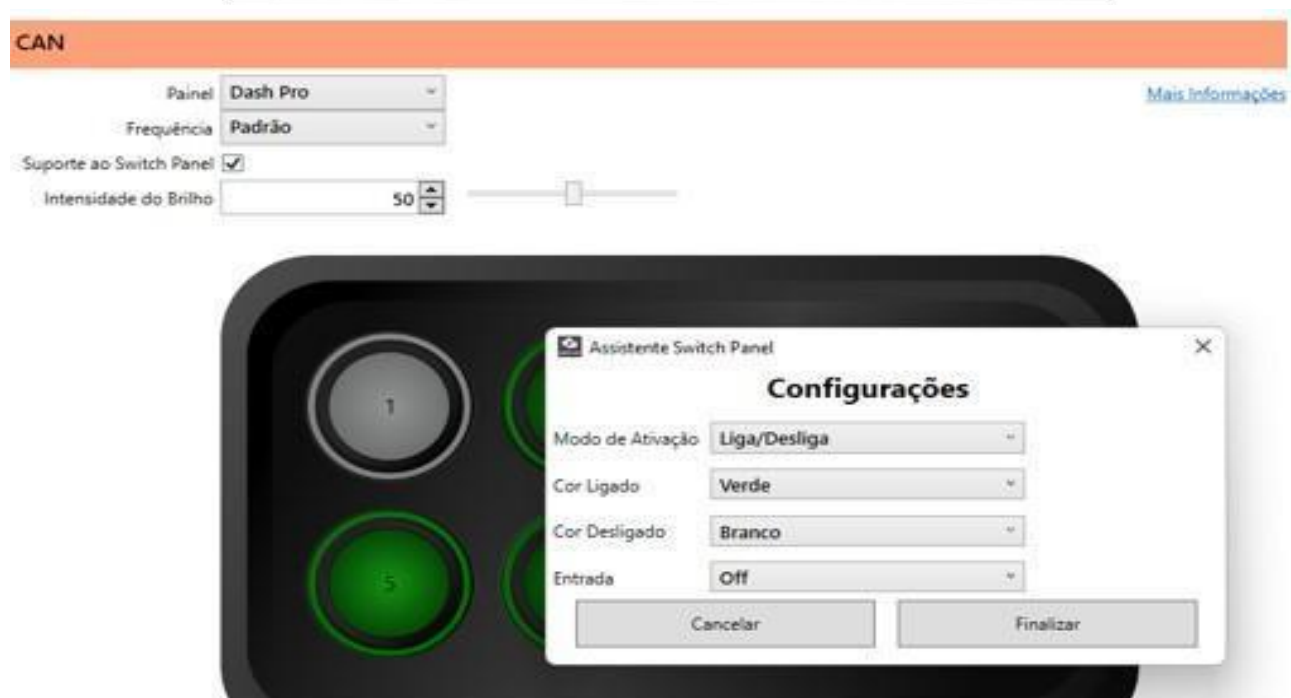 CAN
Painel Dash Pro
Mais Informações
Frequência Padrão
Suporte ao Switch Panel
Intensidade do Brilho 50
1
Assistente Switch Panel
Configurações
Modo de Ativação Liga/Desliga
Cor Ligado Verde
Cor Desligado Branco
5
Entrada Off
Cancelar Finalizar